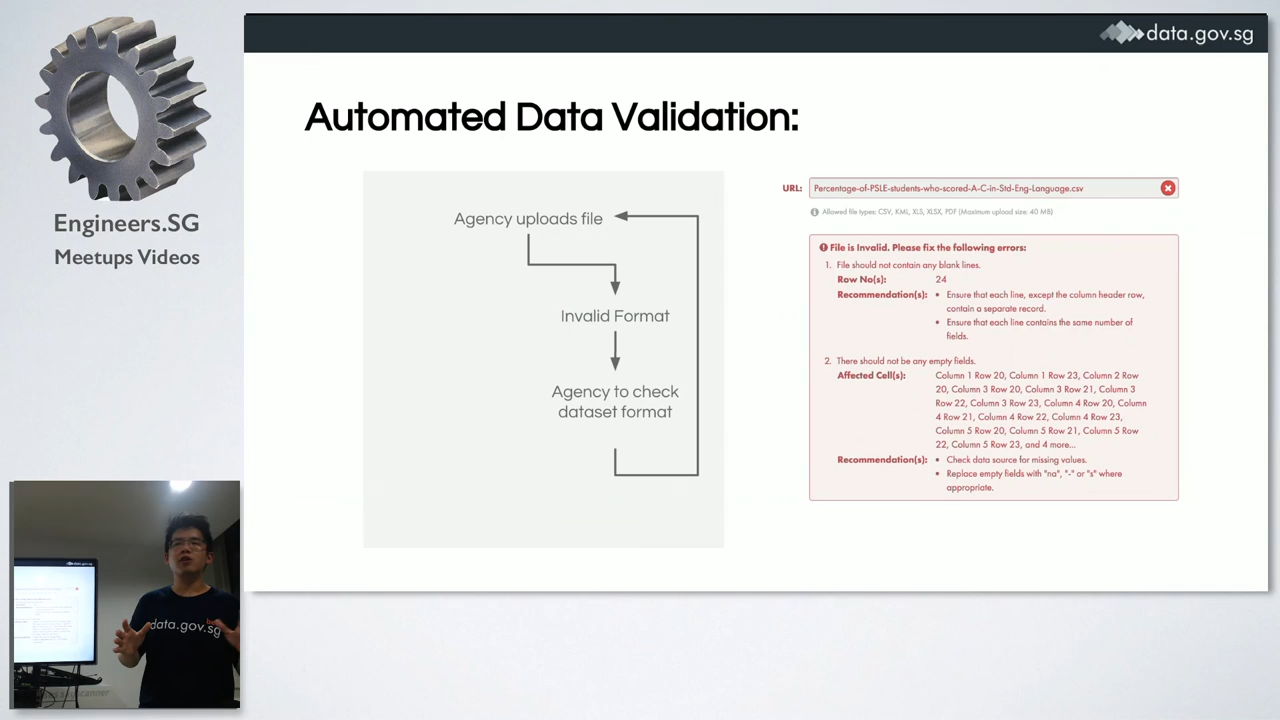 data.gov.sg
Automated Data Validation:
Engineers.SG
Meetups Videos
Agency uploads file
Invalid Format
Agency to check
dataset format
URL:
Percentage-of-PSLE-students-who-scored-A-C-in-Std-Eng-Language.csv
Allowed file types: CSV, KML, XLS, XLSX, PDF (Maximum upload size: 40 MB)
File is Invalid. Please fix the following errors:
1. File should not contain any blank lines.
Row No(s): 24
Recommendation(s): • Ensure that each line, except the column header row,
contain a separate record.
• Ensure that each line contains the same number of
fields.
2. There should not be any empty fields.
Affected Cell(s): Column 1 Row 20, Column 1 Row 23, Column 2 Row
20, Column 3 Row 20, Column 3 Row 21, Column 3
Row 22, Column 3 Row 23, Column 4 Row 20, Column
4 Row 21, Column 4 Row 22, Column 4 Row 23,
Column 5 Row 20, Column 5 Row 21, Column 5 Row
22, Column 5 Row 23, and 4 more...
Recommendation(s): • Check data source for missing values.
• Replace empty fields with "na", "-" or "s" where
appropriate.
data.gov.sg
data.gov.sg